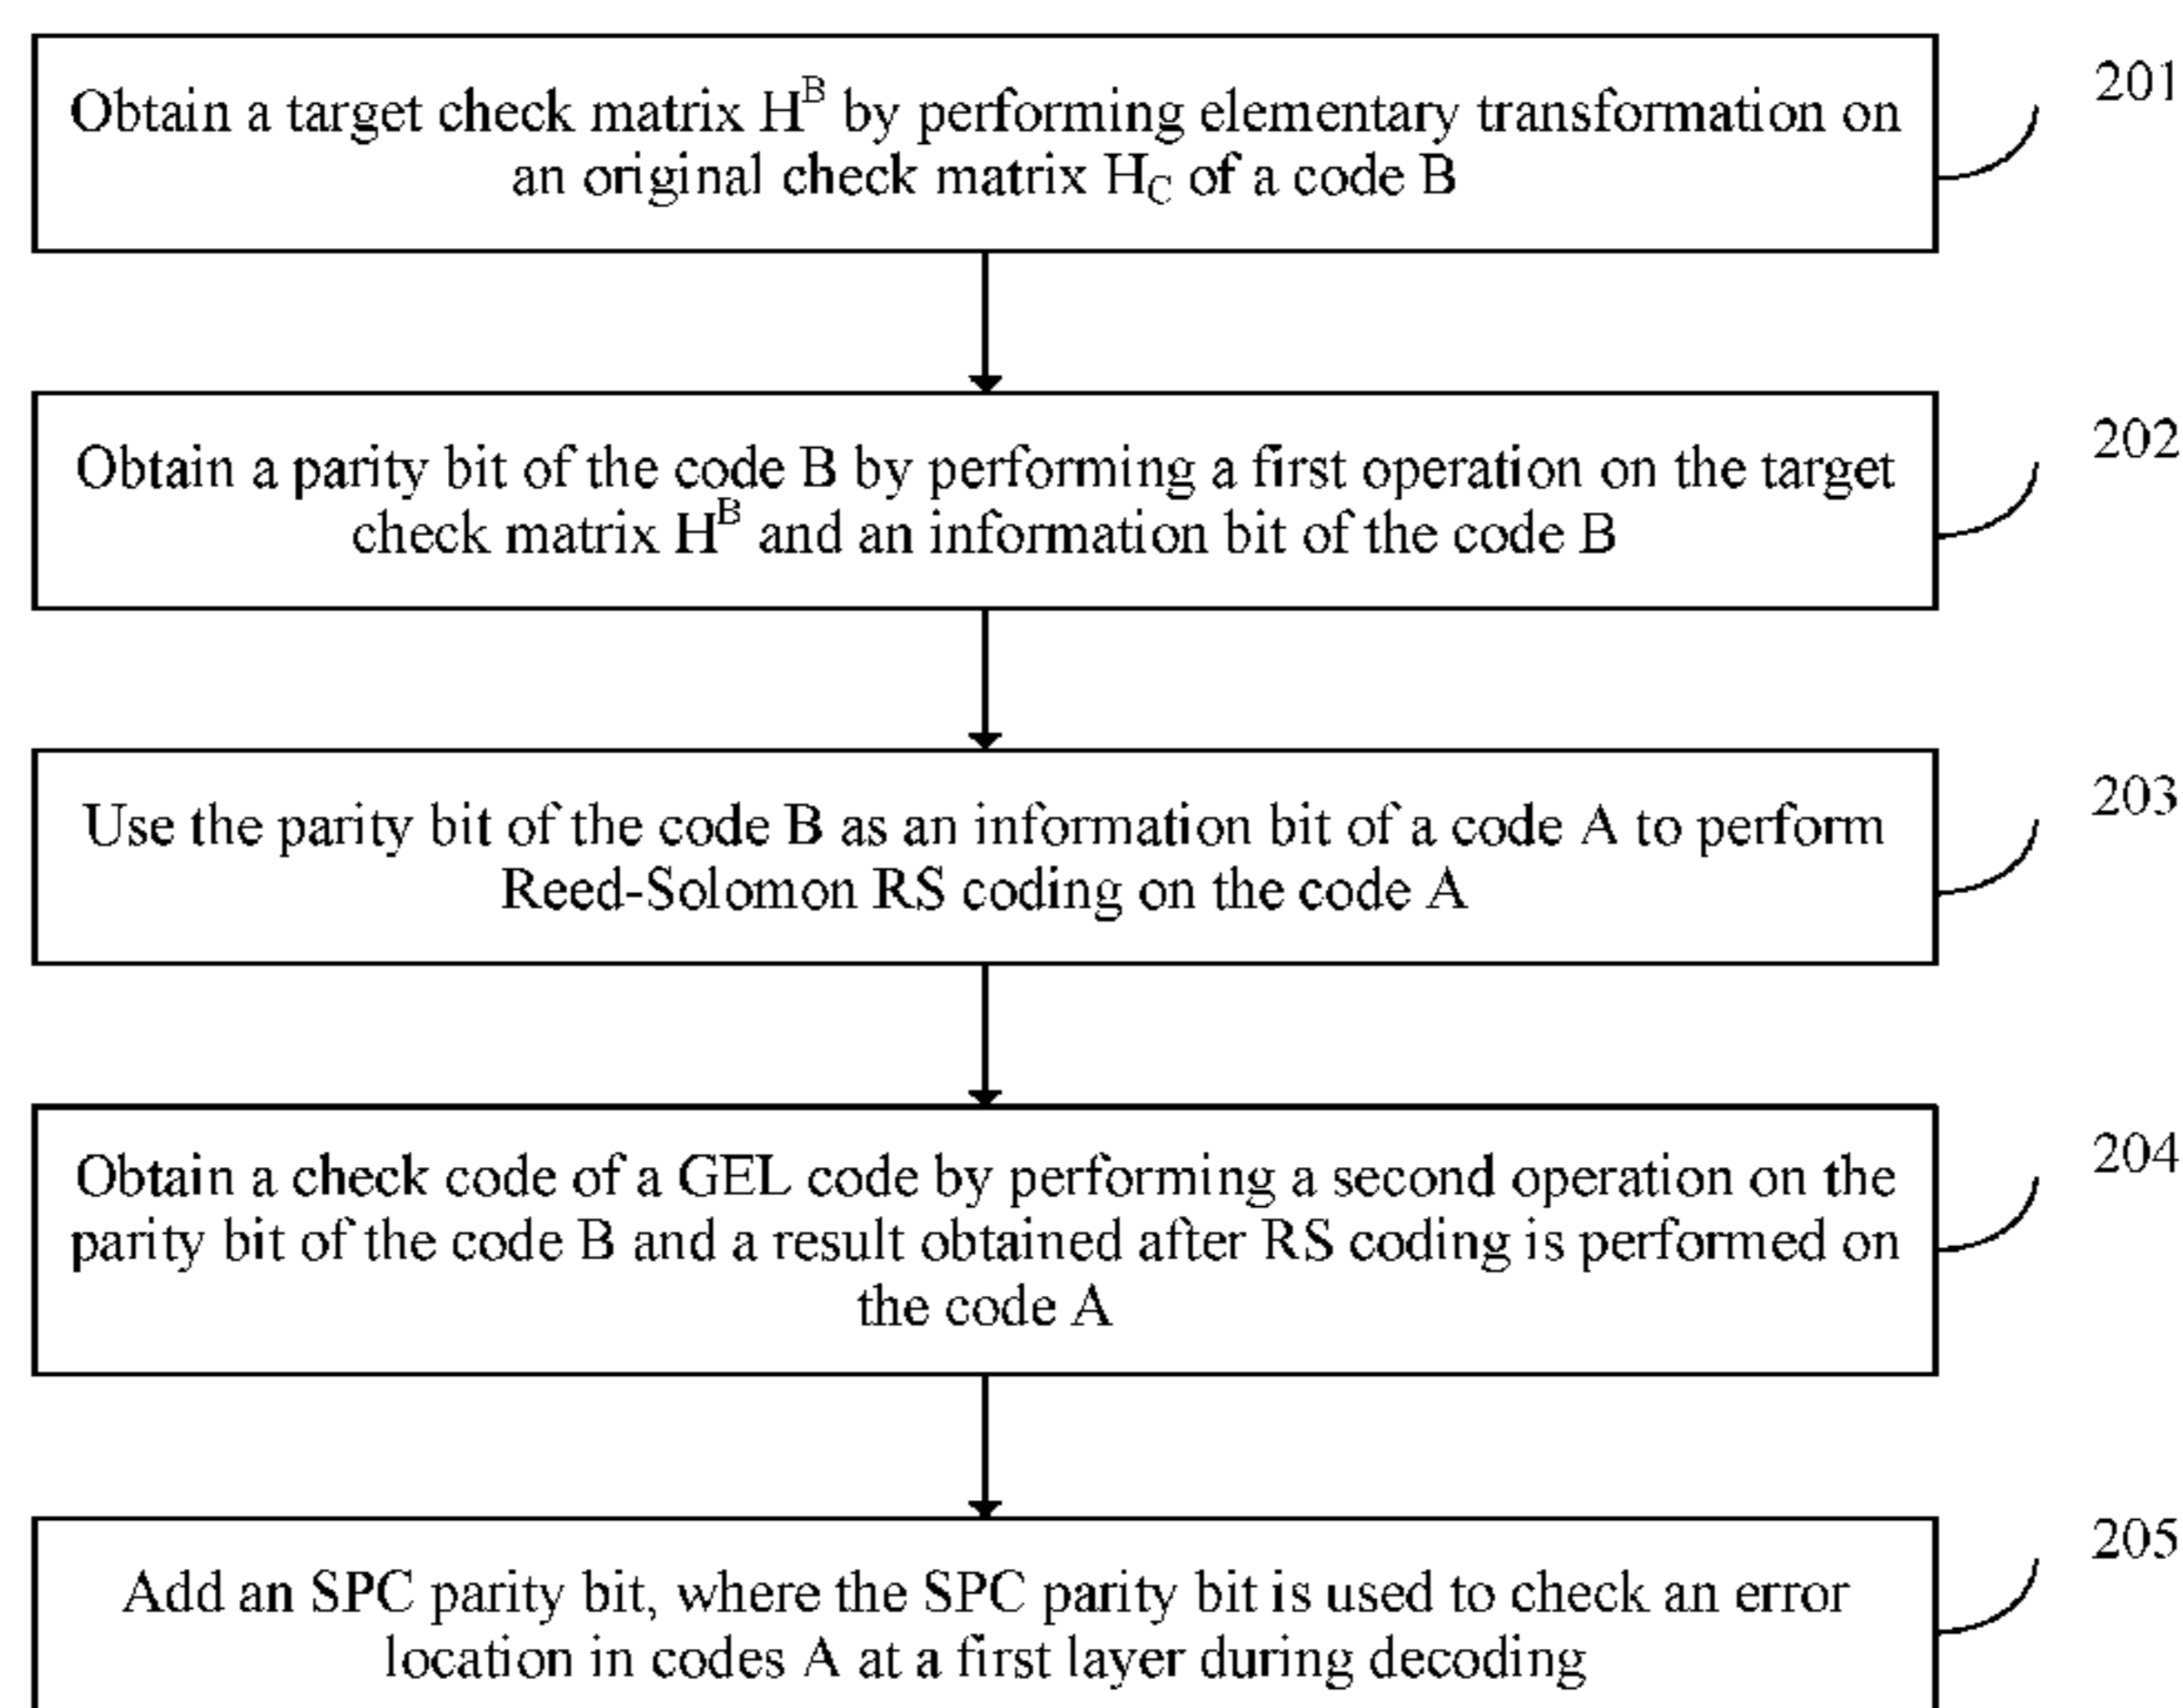 201
Obtain a target check matrix H^B by performing elementary transformation on
an original check matrix H_C of a code B
202
Obtain a parity bit of the code B by performing a first operation on the target
check matrix H^B and an information bit of the code B
203
Use the parity bit of the code B as an information bit of a code A to perform
Reed-Solomon RS coding on the code A
204
Obtain a check code of a GEL code by performing a second operation on the
parity bit of the code B and a result obtained after RS coding is performed on
the code A
205
Add an SPC parity bit, where the SPC parity bit is used to check an error
location in codes A at a first layer during decoding